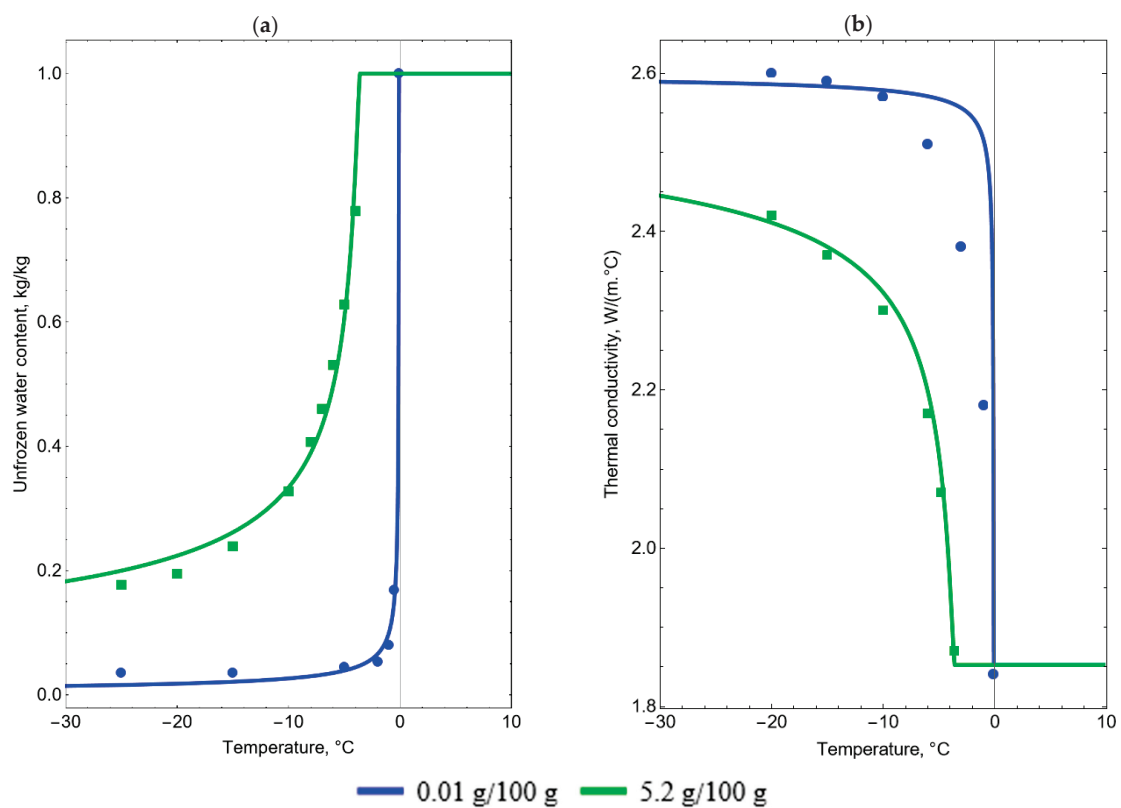 (a)
Unfrozen water content, kg/kg
1.0
0.8
0.6
0.4
0.2
0.0
−30 −20 −10 0 10
Temperature, °C
(b)
Thermal conductivity, W/(m.°C)
2.6
2.4
2.2
2.0
1.8
−30 −20 −10 0 10
Temperature, °C
0.01 g/100 g 5.2 g/100 g